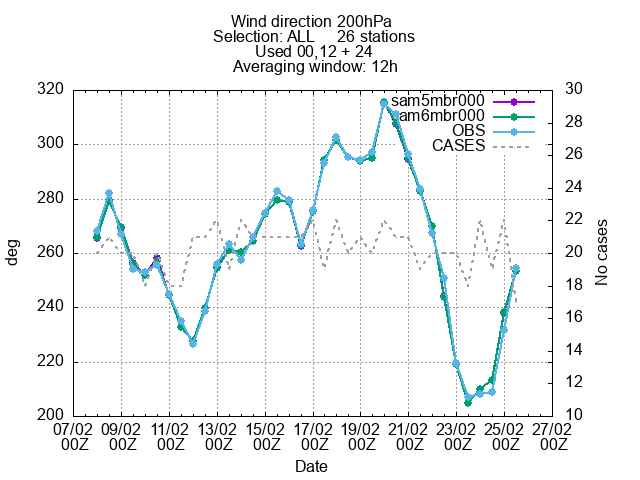 Wind direction 200hPa
Selection: ALL 26 stations
Used 00,12 + 24
Averaging window: 12h
320 30
sam5mbr000
am6mbr000
OBS
CASES
28
300
26
24
280
22
260 20
18
240
16
220 14
12
200 10
deg
No cases
07/02 09/02 11/02 13/02 15/02 17/02 19/02 21/02 23/02 25/02 27/02
00Z 00Z 00Z 00Z 00Z 00Z 00Z 00Z 00Z 00Z 00Z
Date